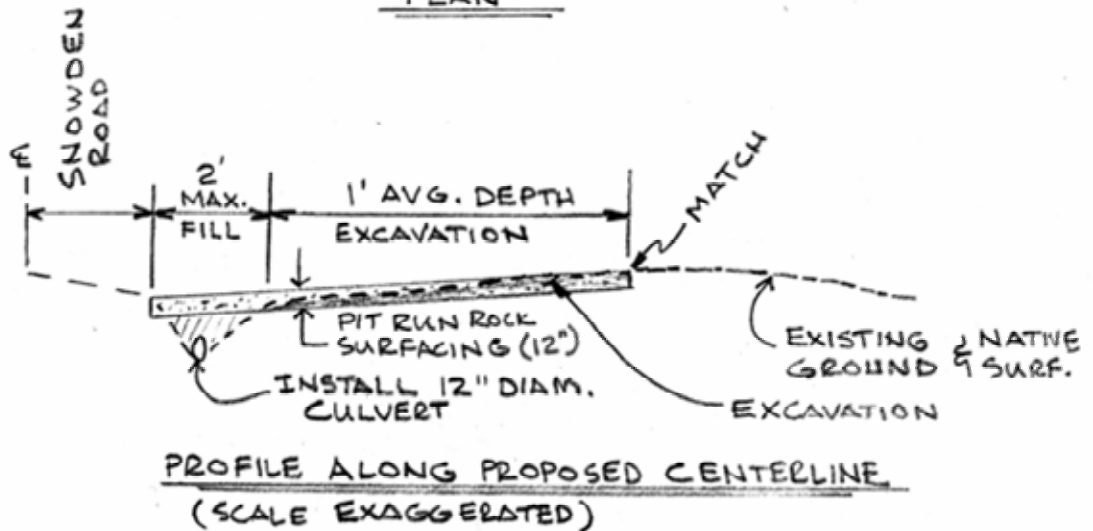 PLAN
SNOWDEN
ROAD
℄
2'
MAX.
FILL
1' AVG. DEPTH
EXCAVATION
MATCH
PIT RUN ROCK
SURFACING (12")
INSTALL 12" DIAM.
CULVERT
EXISTING & NATIVE
GROUND SURF.
EXCAVATION
PROFILE ALONG PROPOSED CENTERLINE
(SCALE EXAGGERATED)